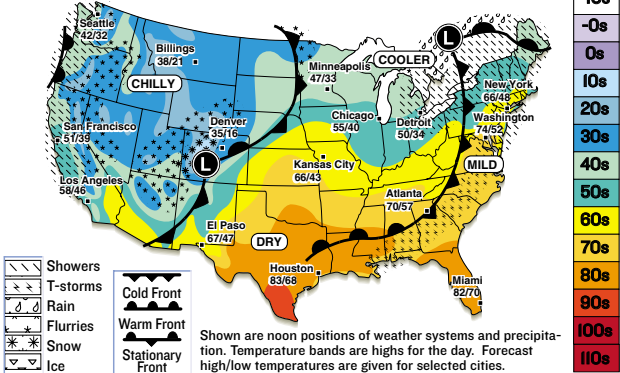 Seattle
42/32
Billings
38/21
CHILLY
Minneapolis
47/33
COOLER
L
New York
66/48
Washington
74/52
Chicago
55/40
Detroit
50/34
San Francisco
51/39
Denver
35/16
L
Kansas City
66/43
MILD
Los Angeles
58/46
Atlanta
70/57
El Paso
67/47
DRY
Houston
83/68
Miami
82/70
-0s
0s
10s
20s
30s
40s
50s
60s
70s
80s
90s
100s
110s
Showers
T-storms
Rain
Flurries
Snow
Ice
Cold Front
Warm Front
Stationary
Front
Shown are noon positions of weather systems and precipita-
tion. Temperature bands are highs for the day. Forecast
high/low temperatures are given for selected cities.